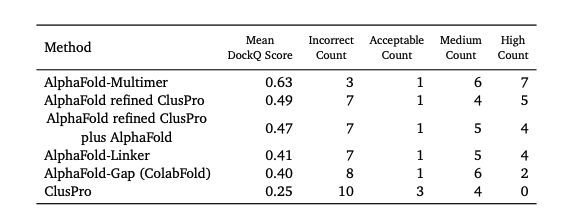 Method Mean DockQ Score Incorrect Count Acceptable Count Medium Count High Count
AlphaFold-Multimer 0.63 3 1 6 7
AlphaFold refined ClusPro 0.49 7 1 4 5
AlphaFold refined ClusPro plus AlphaFold 0.47 7 1 5 4
AlphaFold-Linker 0.41 7 1 5 4
AlphaFold-Gap (ColabFold) 0.40 8 1 6 2
ClusPro 0.25 10 3 4 0